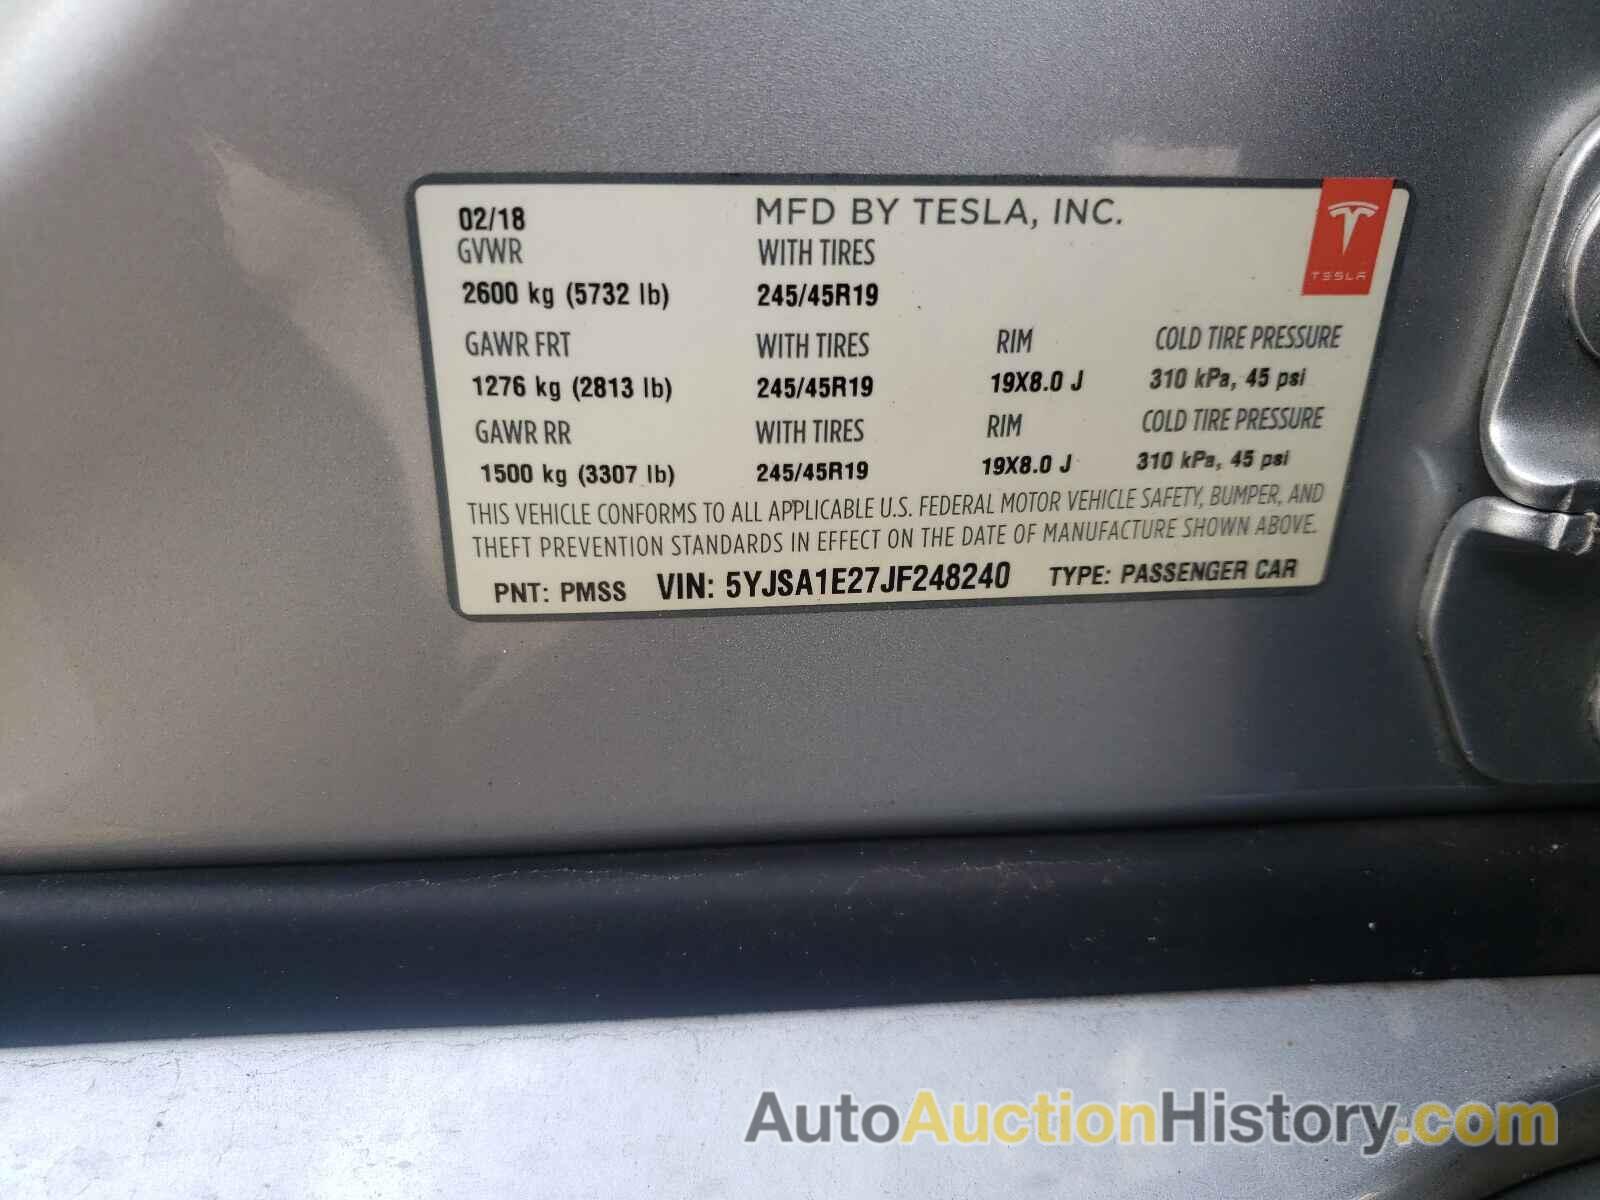 02/18 MFD BY TESLA, INC.
GVWR WITH TIRES
TESLA
2600 kg (5732 lb) 245/45R19
GAWR FRT WITH TIRES RIM COLD TIRE PRESSURE
1276 kg (2813 lb) 245/45R19 19X8.0 J 310 kPa, 45 psi
GAWR RR WITH TIRES RIM COLD TIRE PRESSURE
1500 kg (3307 lb) 245/45R19 19X8.0 J 310 kPa, 45 psi
THIS VEHICLE CONFORMS TO ALL APPLICABLE U.S. FEDERAL MOTOR VEHICLE SAFETY, BUMPER, AND
THEFT PREVENTION STANDARDS IN EFFECT ON THE DATE OF MANUFACTURE SHOWN ABOVE.
PNT: PMSS VIN: 5YJSA1E27JF248240 TYPE: PASSENGER CAR
AutoAuctionHistory.com